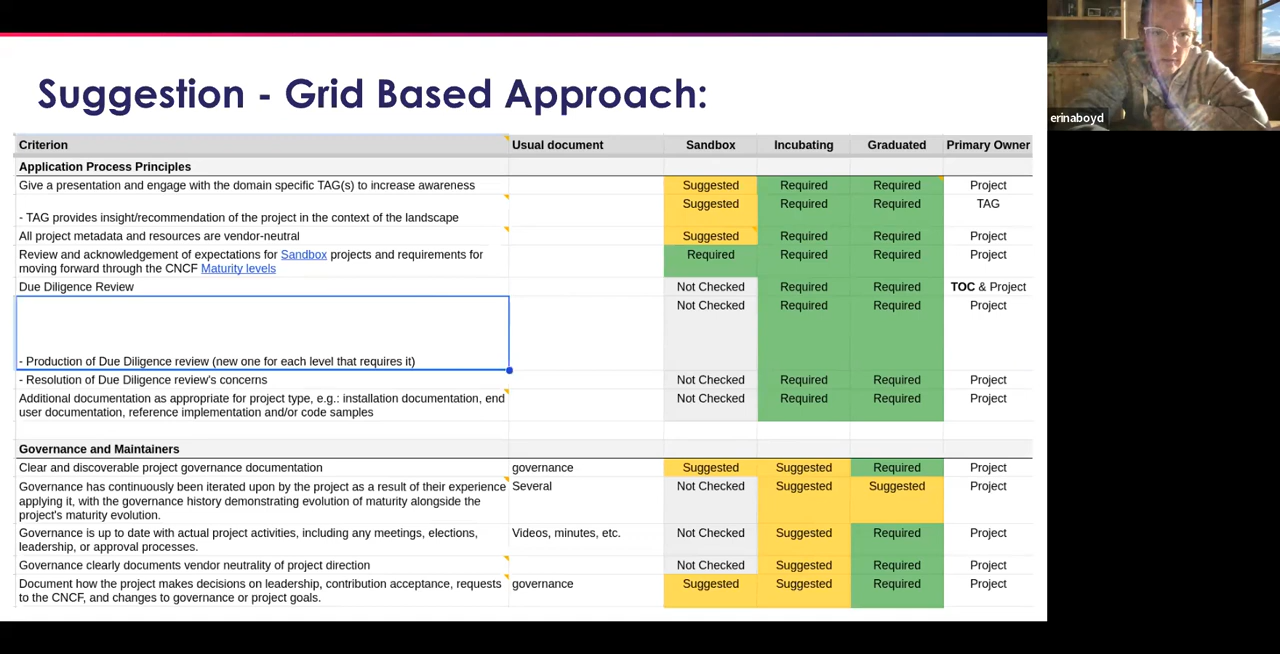 Suggestion - Grid Based Approach:
erinaboyd
Criterion Usual document Sandbox Incubating Graduated Primary Owner
Application Process Principles
Give a presentation and engage with the domain specific TAG(s) to increase awareness Suggested Required Required Project
- TAG provides insight/recommendation of the project in the context of the landscape Suggested Required Required TAG
All project metadata and resources are vendor-neutral Suggested Required Required Project
Review and acknowledgement of expectations for Sandbox projects and requirements for Required Required Required Project
moving forward through the CNCF Maturity levels
Due Diligence Review Not Checked Required Required TOC & Project
Not Checked Required Required Project
- Production of Due Diligence review (new one for each level that requires it)
- Resolution of Due Diligence review's concerns Not Checked Required Required Project
Additional documentation as appropriate for project type, e.g.: installation documentation, end Not Checked Required Required Project
user documentation, reference implementation and/or code samples
Governance and Maintainers
Clear and discoverable project governance documentation governance Suggested Suggested Required Project
Governance has continuously been iterated upon by the project as a result of their experience Several Not Checked Suggested Suggested Project
applying it, with the governance history demonstrating evolution of maturity alongside the
project's maturity evolution.
Governance is up to date with actual project activities, including any meetings, elections, Videos, minutes, etc. Not Checked Suggested Required Project
leadership, or approval processes.
Governance clearly documents vendor neutrality of project direction Not Checked Suggested Required Project
Document how the project makes decisions on leadership, contribution acceptance, requests governance Suggested Suggested Required Project
to the CNCF, and changes to governance or project goals.